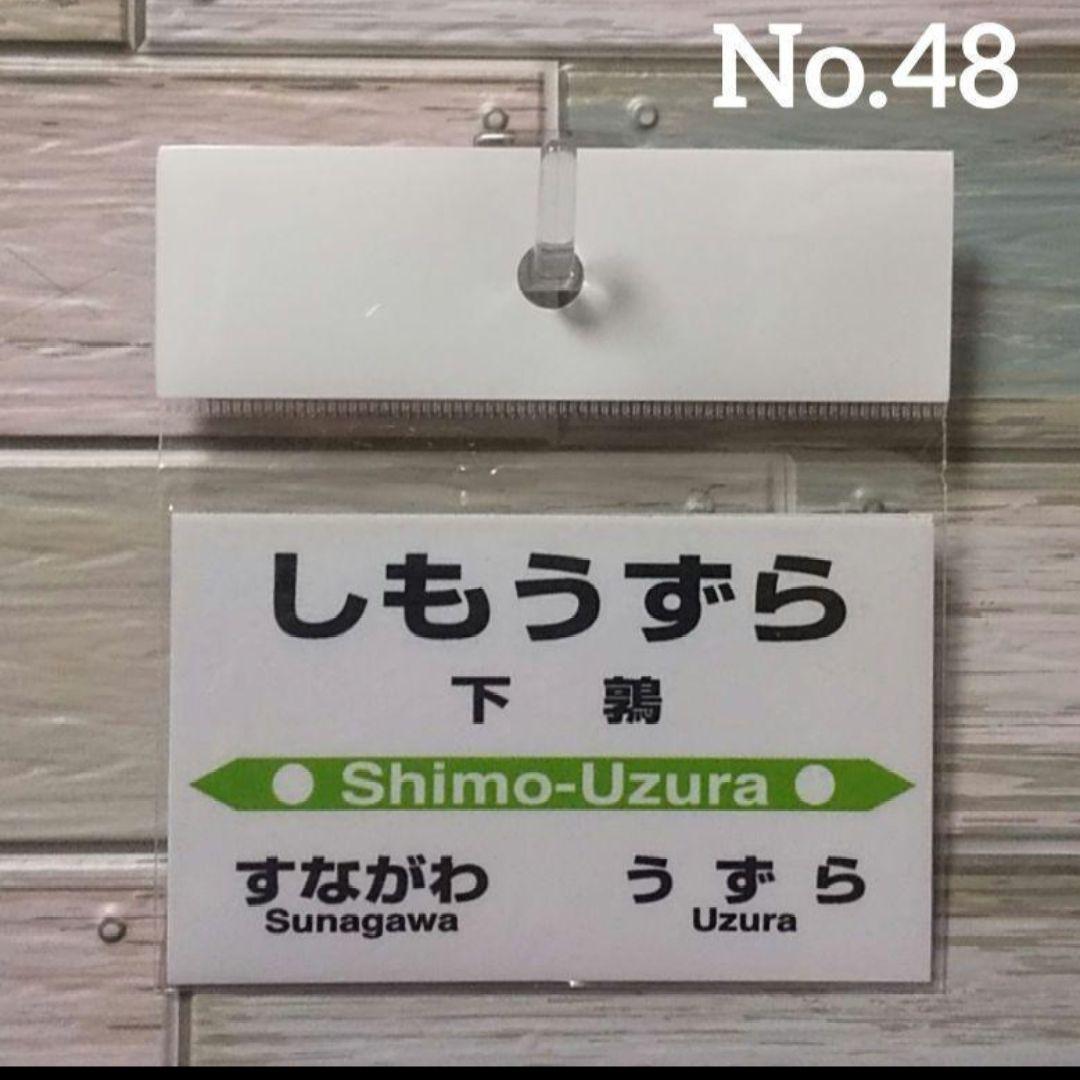 No.48
しもうずら
下 鶉
Shimo-Uzura
すながわ うずら
Sunagawa Uzura